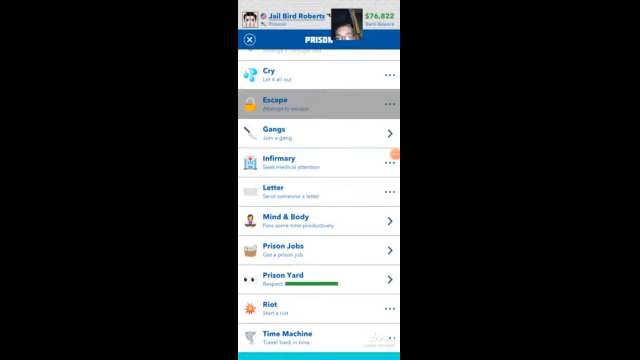 Jail Bird Roberts
$76,822
Prisoner
Bank Balance
PRISON
Cry
Let it all out
Escape
Attempt to escape
Gangs
Join a gang
Infirmary
Seek medical attention
Letter
Send someone a letter
Mind & Body
Pass some time productively
Prison Jobs
Get a prison job
Prison Yard
Respect:
Riot
Start a riot
Time Machine
Travel back in time